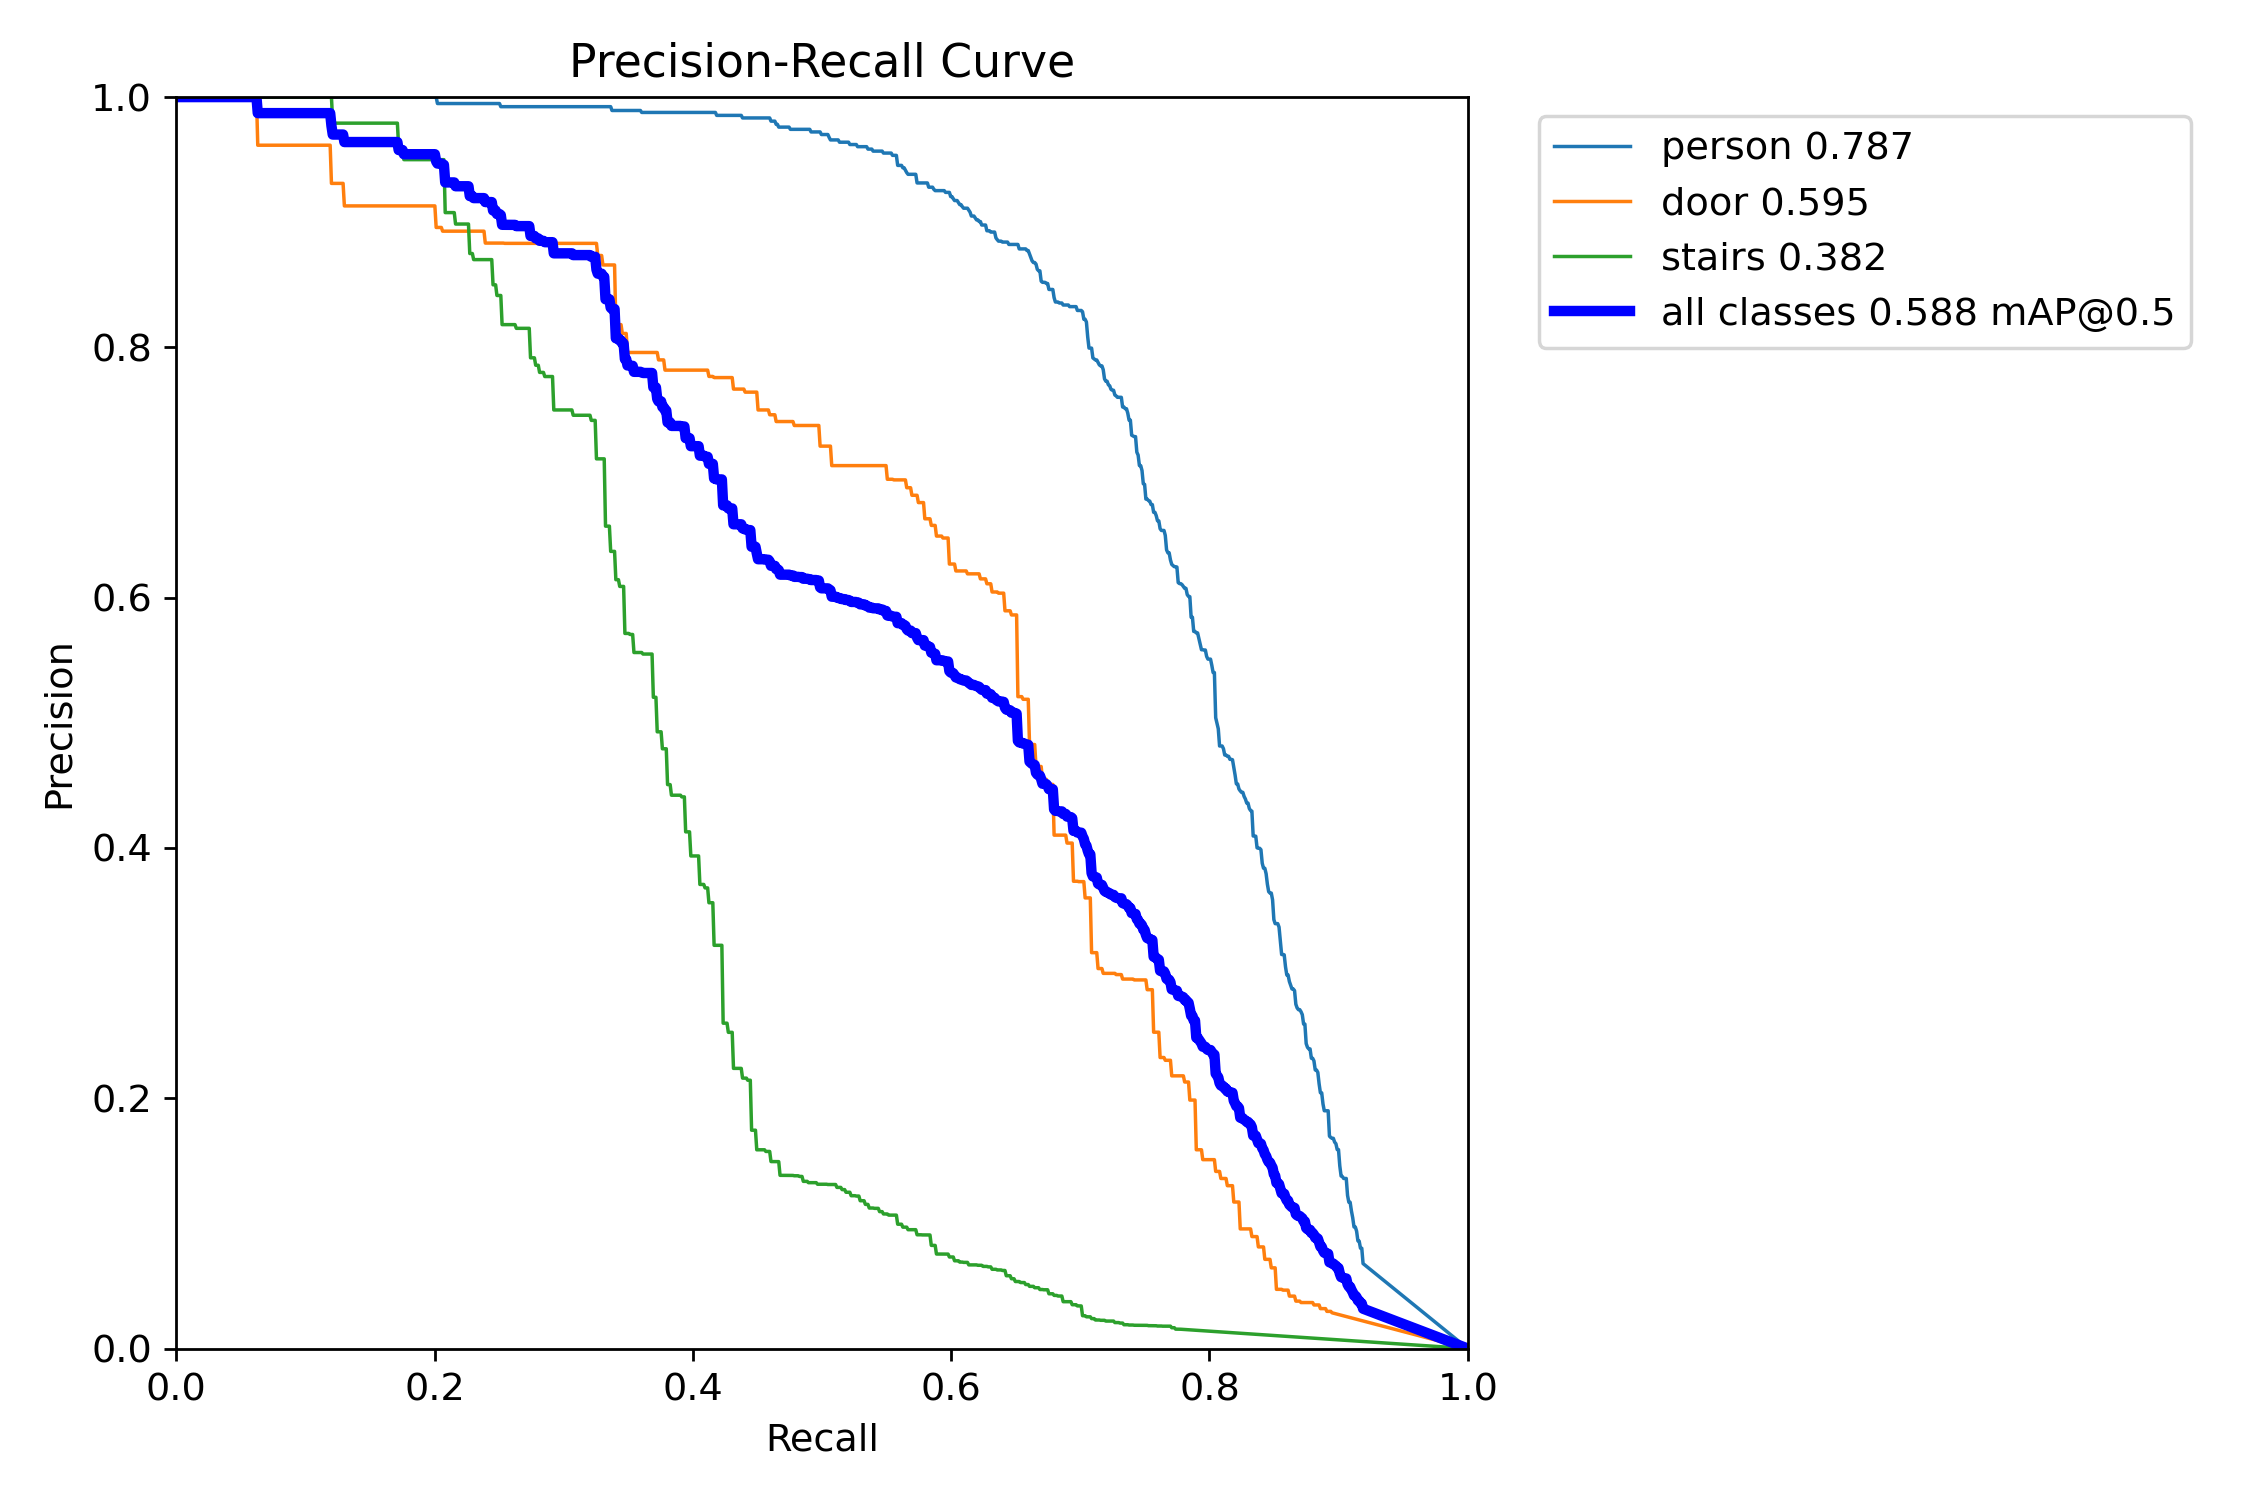 Precision-Recall Curve
1.0
0.8
0.6
0.4
0.2
0.0
Precision
0.0 0.2 0.4 0.6 0.8 1.0
Recall
person 0.787
door 0.595
stairs 0.382
all classes 0.588 mAP@0.5